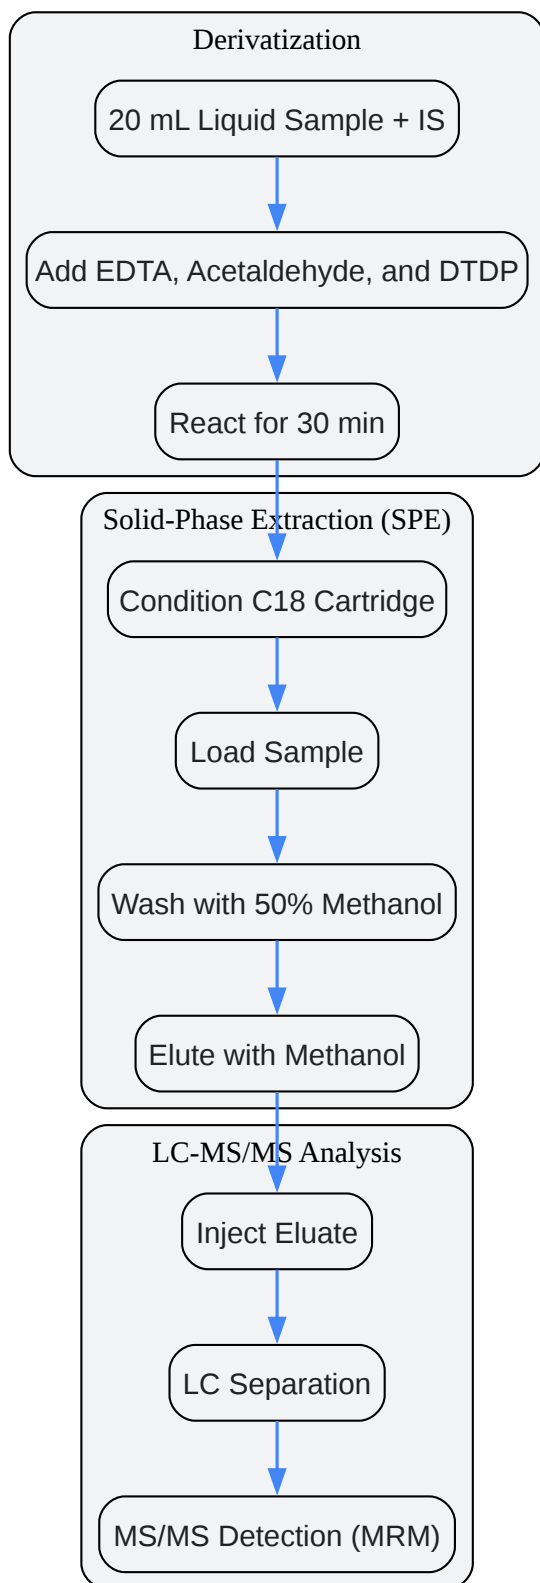 Derivatization
20 mL Liquid Sample + IS
Add EDTA, Acetaldehyde, and DTDP
React for 30 min
Solid-Phase Extraction (SPE)
Condition C18 Cartridge
Load Sample
Wash with 50% Methanol
Elute with Methanol
LC-MS/MS Analysis
Inject Eluate
LC Separation
MS/MS Detection (MRM)